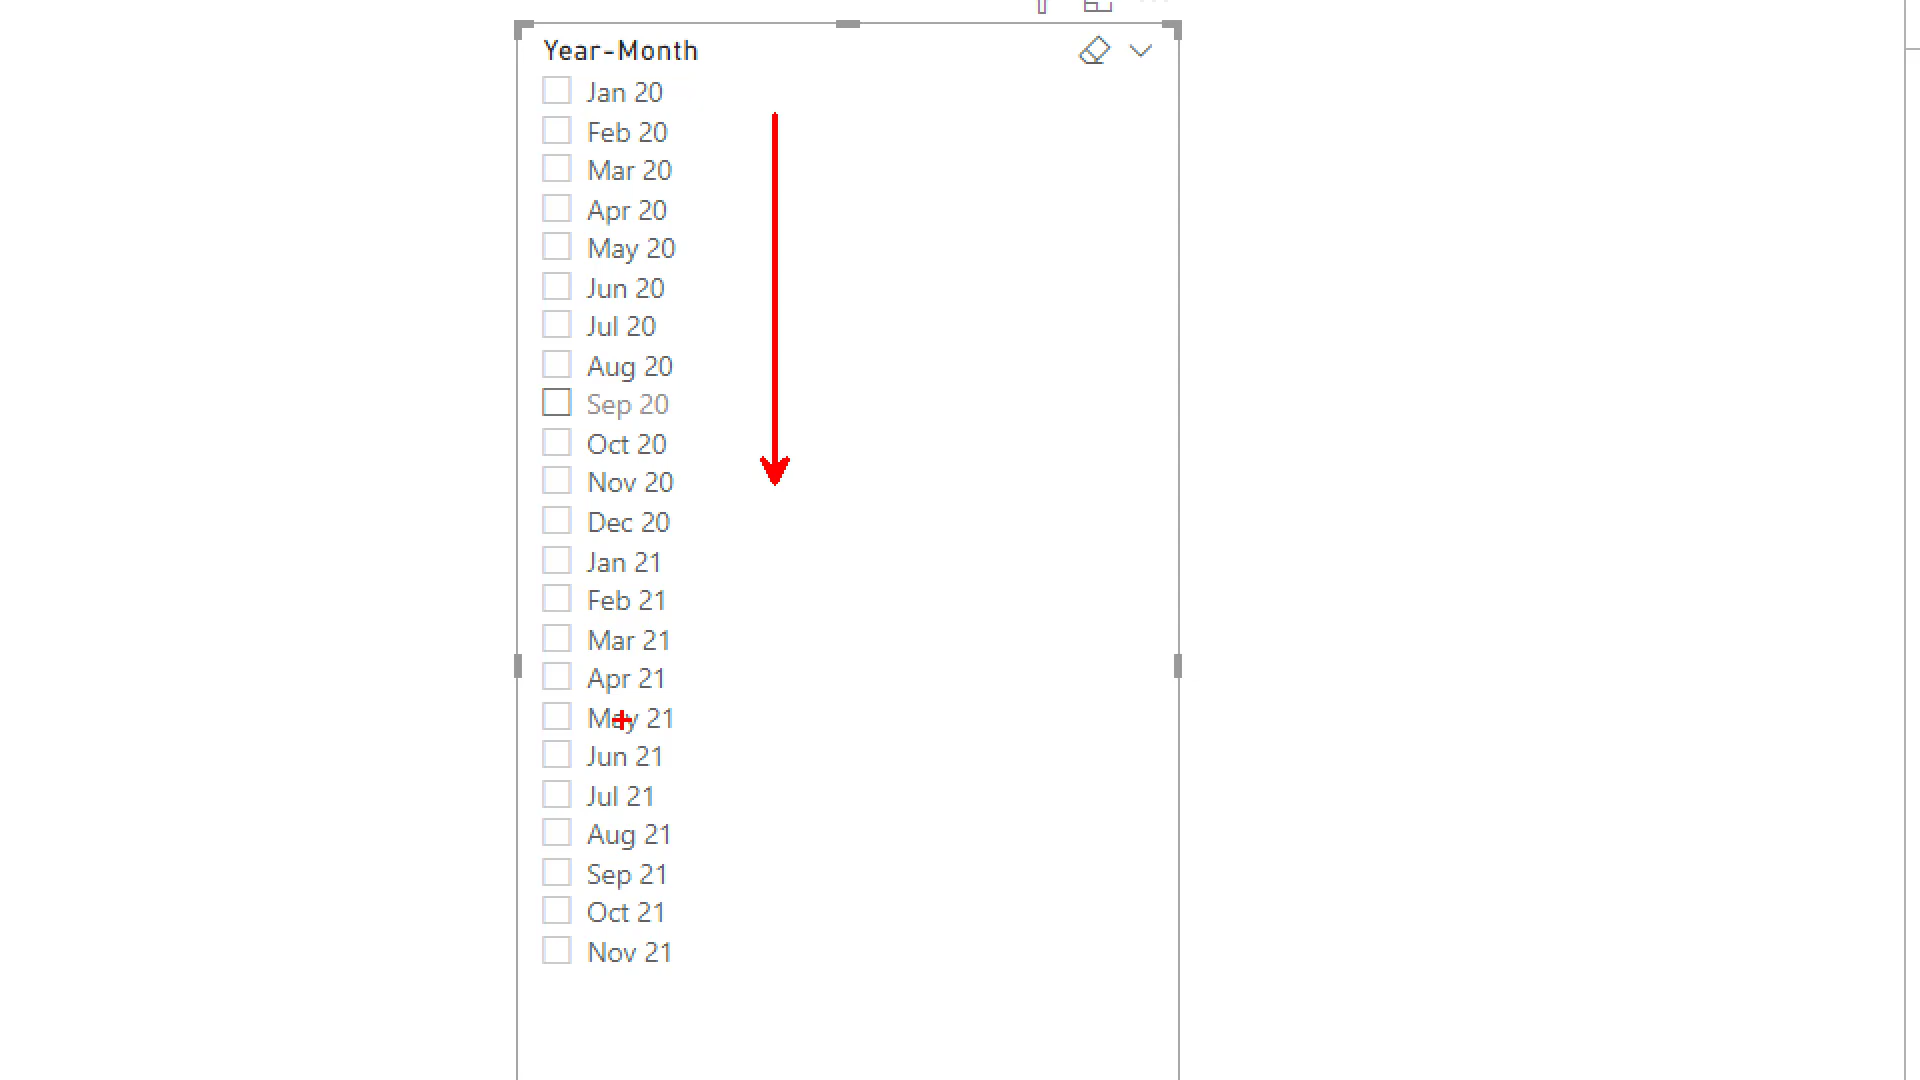 Year-Month
Jan 20
Feb 20
Mar 20
Apr 20
May 20
Jun 20
Jul 20
Aug 20
Sep 20
Oct 20
Nov 20
Dec 20
Jan 21
Feb 21
Mar 21
Apr 21
May 21
Jun 21
Jul 21
Aug 21
Sep 21
Oct 21
Nov 21